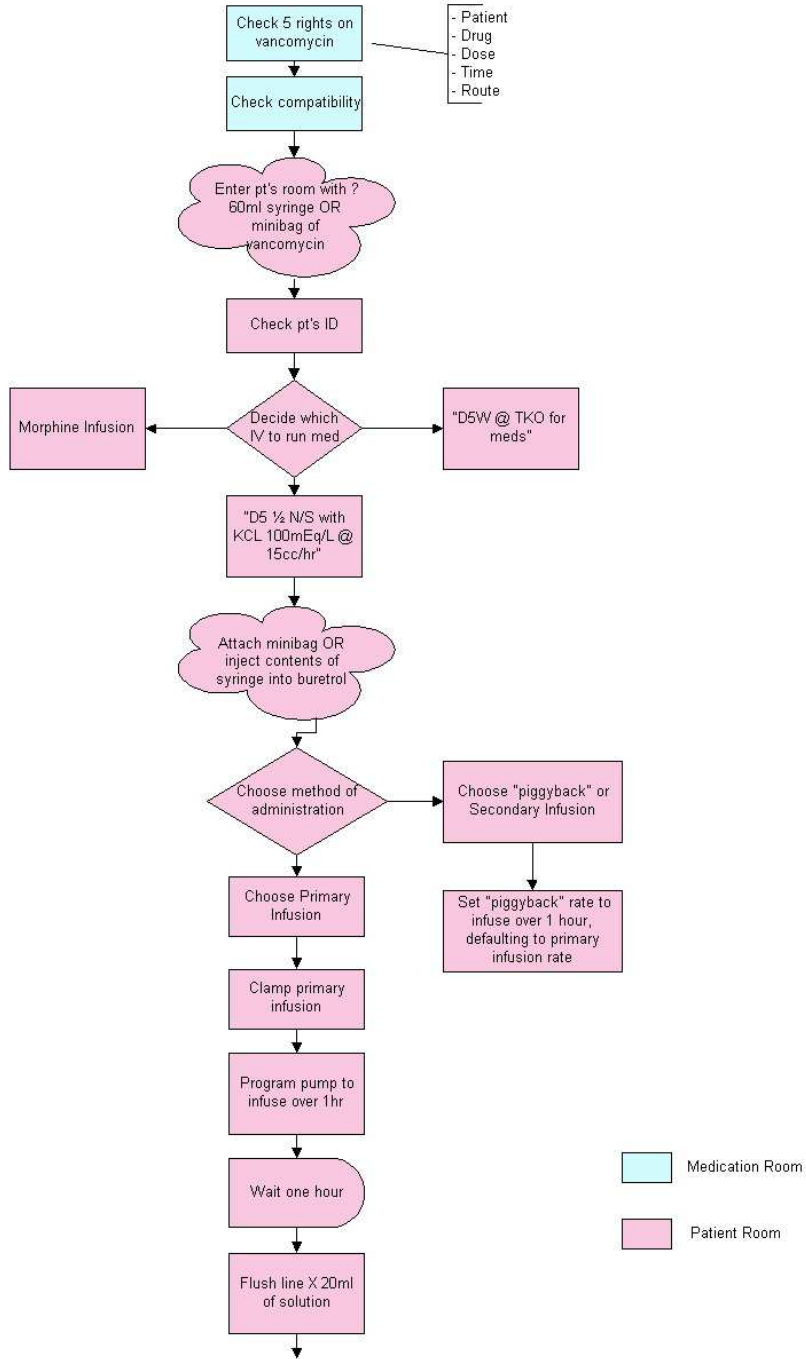 Check 5 rights on
vancomycin
- Patient
- Drug
- Dose
- Time
- Route
Check compatibility
Enter pt's room with ?
60ml syringe OR
minibag of
vancomycin
Check pt's ID
Morphine Infusion
Decide which
IV to run med
"D5W @ TKO for
meds"
"D5 ½ N/S with
KCL 100mEq/L @
15cc/hr"
Attach minibag OR
inject contents of
syringe into buretrol
Choose method of
administration
Choose "piggyback" or
Secondary Infusion
Choose Primary
Infusion
Set "piggyback" rate to
infuse over 1 hour,
defaulting to primary
infusion rate
Clamp primary
infusion
Program pump to
infuse over 1hr
Wait one hour
Flush line X 20ml
of solution
Medication Room
Patient Room